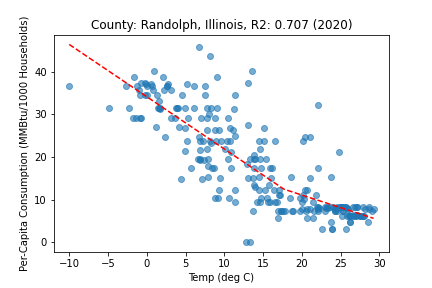 County: Randolph, Illinois, R2: 0.707 (2020)
Per-Capita Consumption (MMBtu/1000 Households)
40
30
20
10
0
−10 −5 0 5 10 15 20 25 30
Temp (deg C)